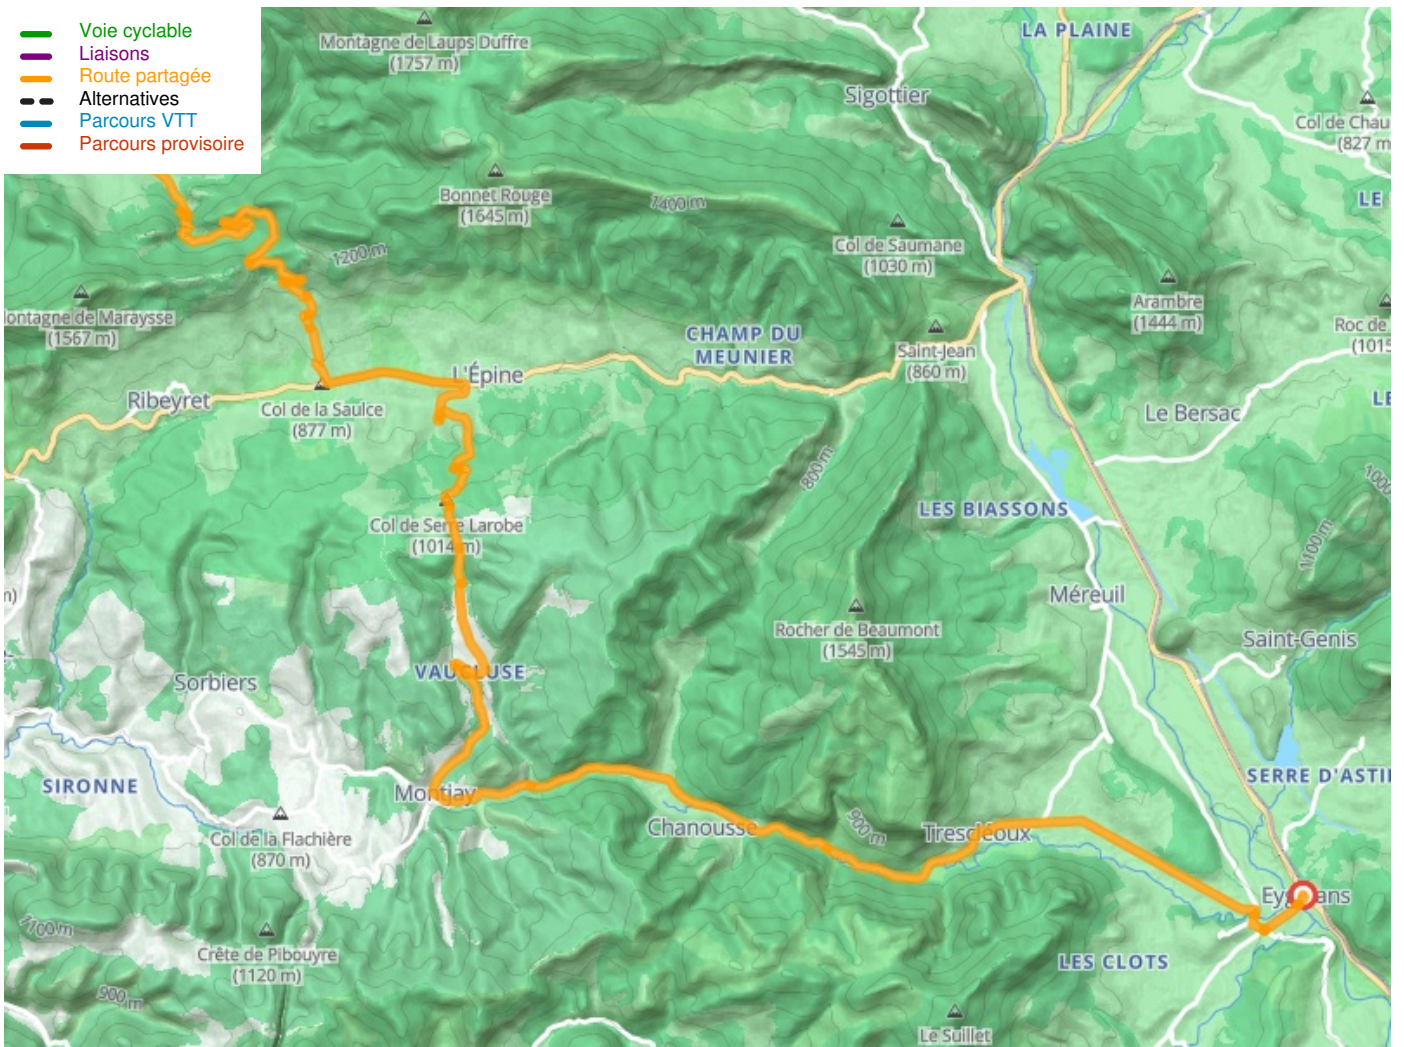 Voie cyclable
Liaisons
Route partagée
Alternatives
Parcours VTT
Parcours provisoire
Montagne de Laups Duffre
(1757 m)
LA PLAINE
Sigottier
Col de Chau
(827 m
Bonnet Rouge
(1645 m)
1400 m
LE
Col de Saumane
(1030 m)
1200 m
Arambre
(1444 m)
ontagne de Maraysse
(1567 m)
CHAMP DU
MEUNIER
Saint-Jean
(860 m)
Roc de
(1015
L'Épine
Ribeyret
Col de la Saulce
(877 m)
LE
Le Bersac
800 m
1000
LES BIASSONS
Col de Serre Larobe
(1014 m)
1100 m
n)
Méreuil
Rocher de Beaumont
(1545 m)
Saint-Genis
VAUCLUSE
Sorbiers
SIRONNE
SERRE D'ASTI
Montjay
Chanousse
900 m
Trescléoux
Col de la Flachière
(870 m)
Eyguians
1100 m
Crête de Pibouyre
(1120 m)
LES CLOTS
900 m
Le Suillet